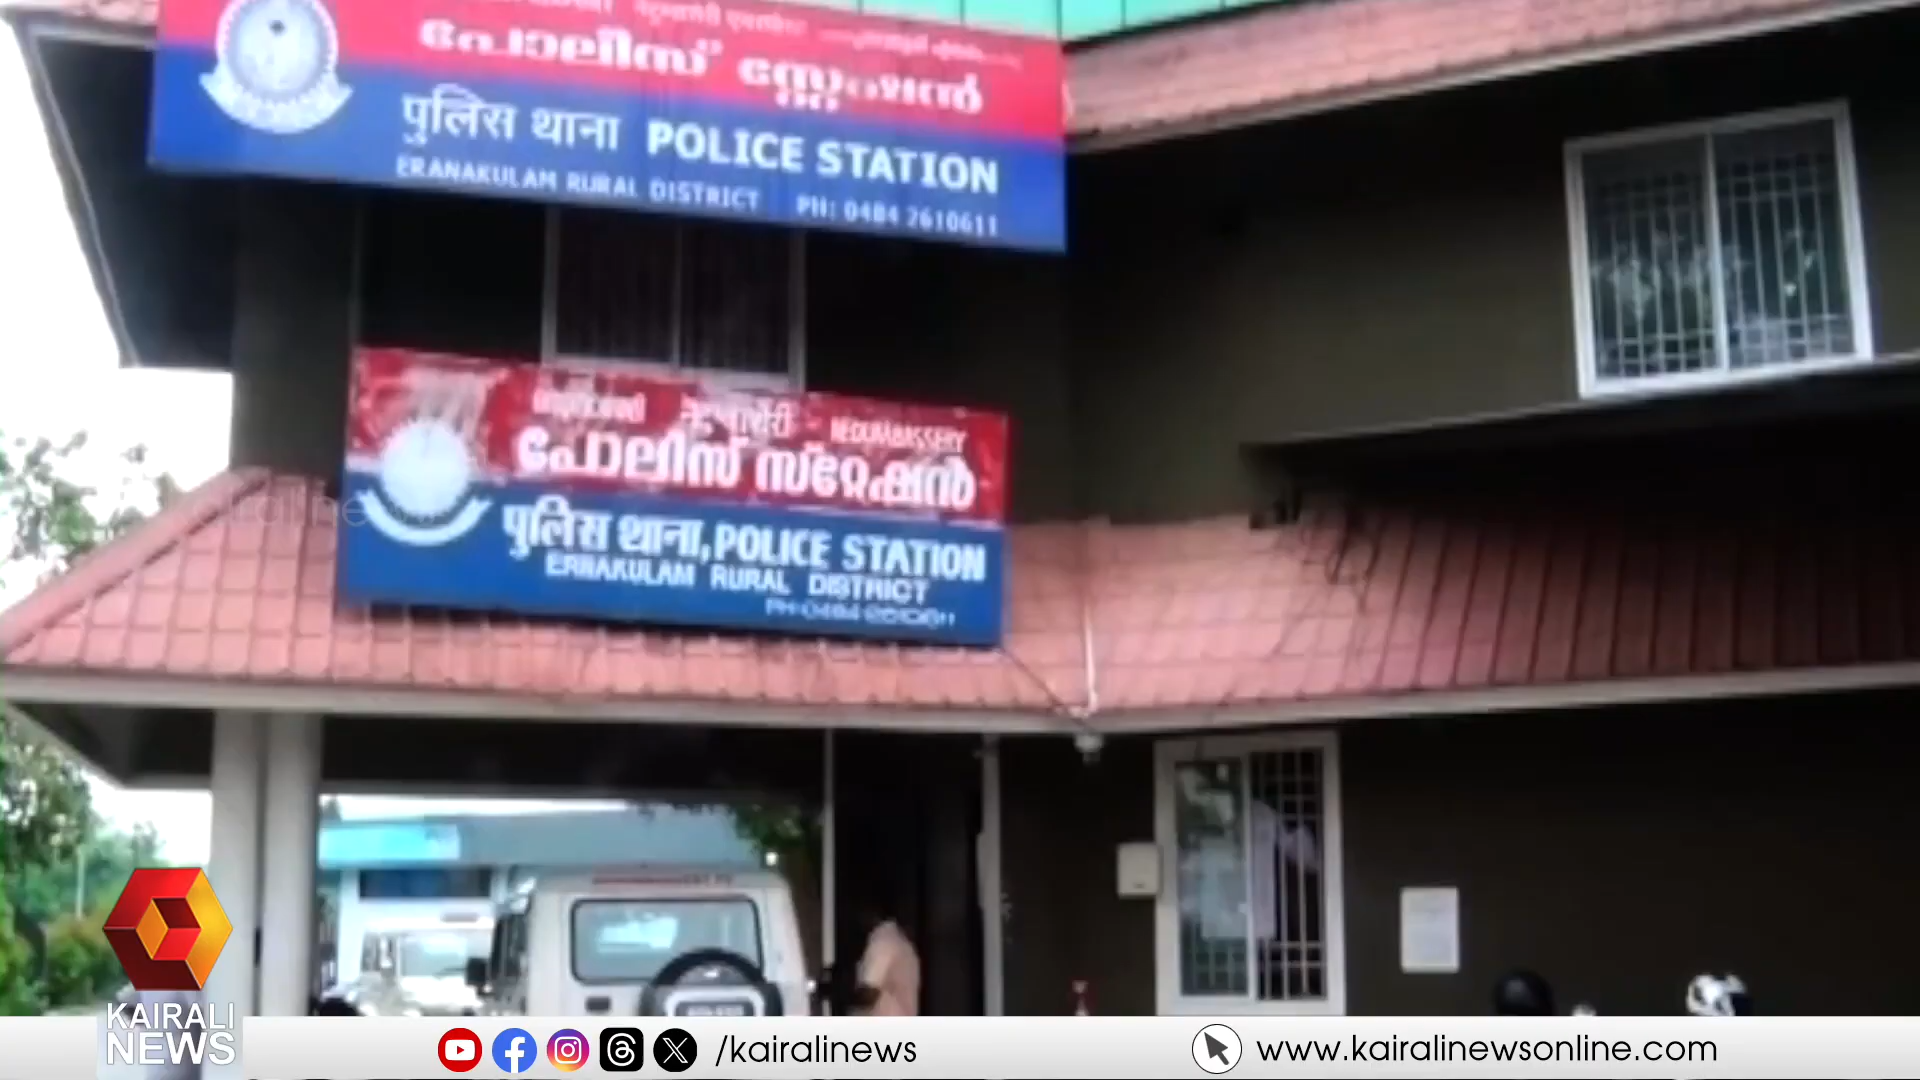 പോലീസ് സ്റ്റേഷൻ
पुलिस थाना POLICE STATION
ERANAKULAM RURAL DISTRICT PH: 0484 2610611
NEDUMBASSERY
പോലീസ് സ്റ്റേഷൻ
पुलिस थाना, POLICE STATION
ERNAKULAM RURAL DISTRICT
KAIRALI
NEWS
/kairalinews
www.kairalinewsonline.com